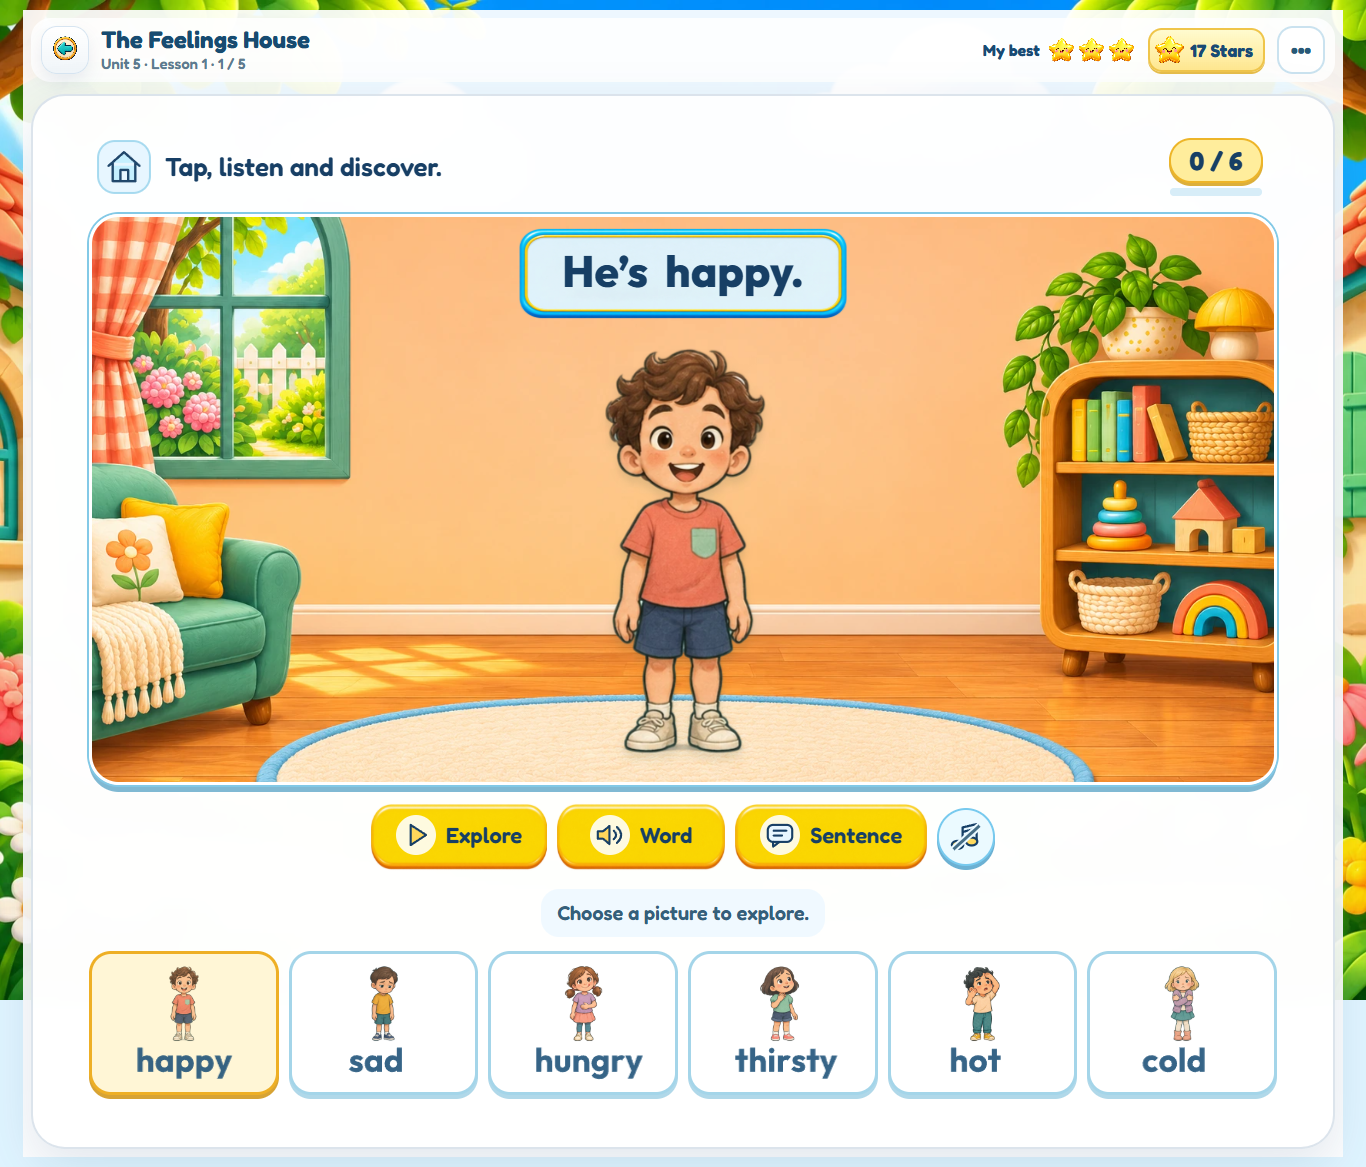 The Feelings House
Unit 5 · Lesson 1 · 1 / 5
My best
17 Stars
Tap, listen and discover.
0 / 6
He’s happy.
Explore
Word
Sentence
Choose a picture to explore.
happy
sad
hungry
thirsty
hot
cold